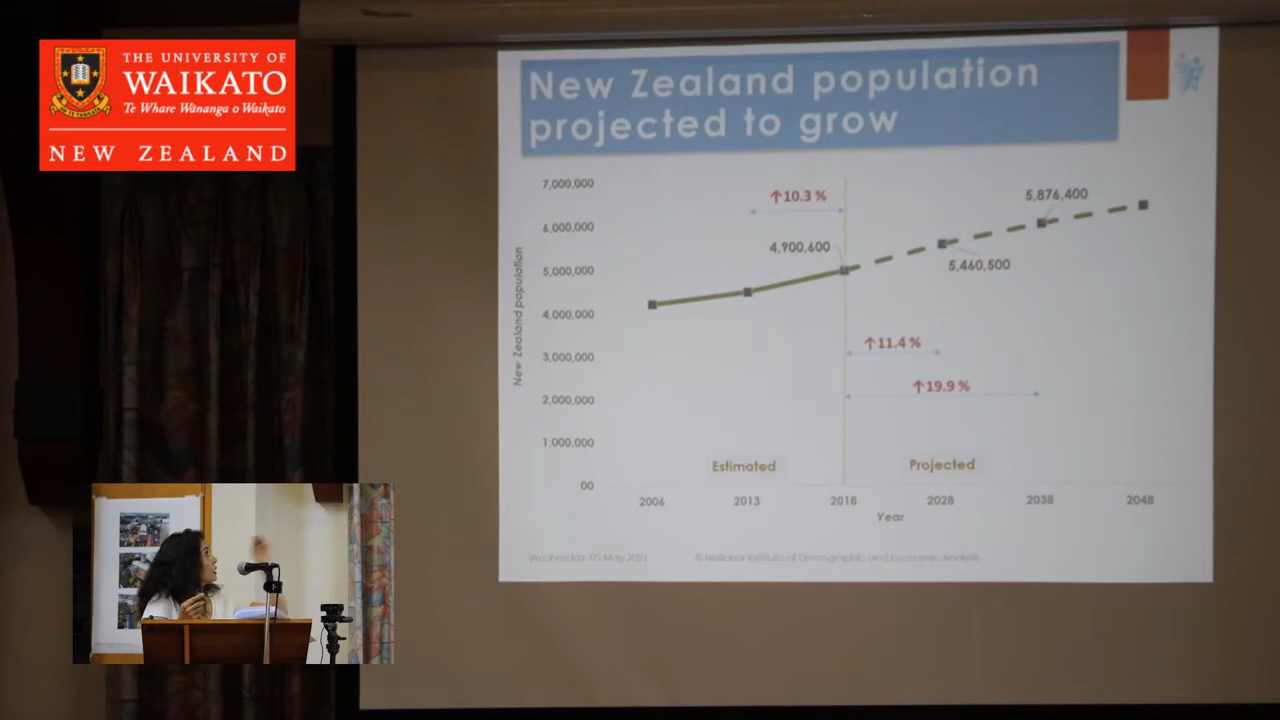 THE UNIVERSITY OF
WAIKATO
Te Whare Wānanga o Waikato
NEW ZEALAND
New Zealand population
projected to grow
7,000,000
6,000,000
5,000,000
4,000,000
3,000,000
2,000,000
1,000,000
00
New Zealand population
↑10.3 %
4,900,600
5,876,400
5,460,500
↑11.4 %
↑19.9 %
Estimated
Projected
2006 2013 2018 2028 2038 2048
Year
Wednesday, 05 May 2021
© National Institute of Demographic and Economic Analysis